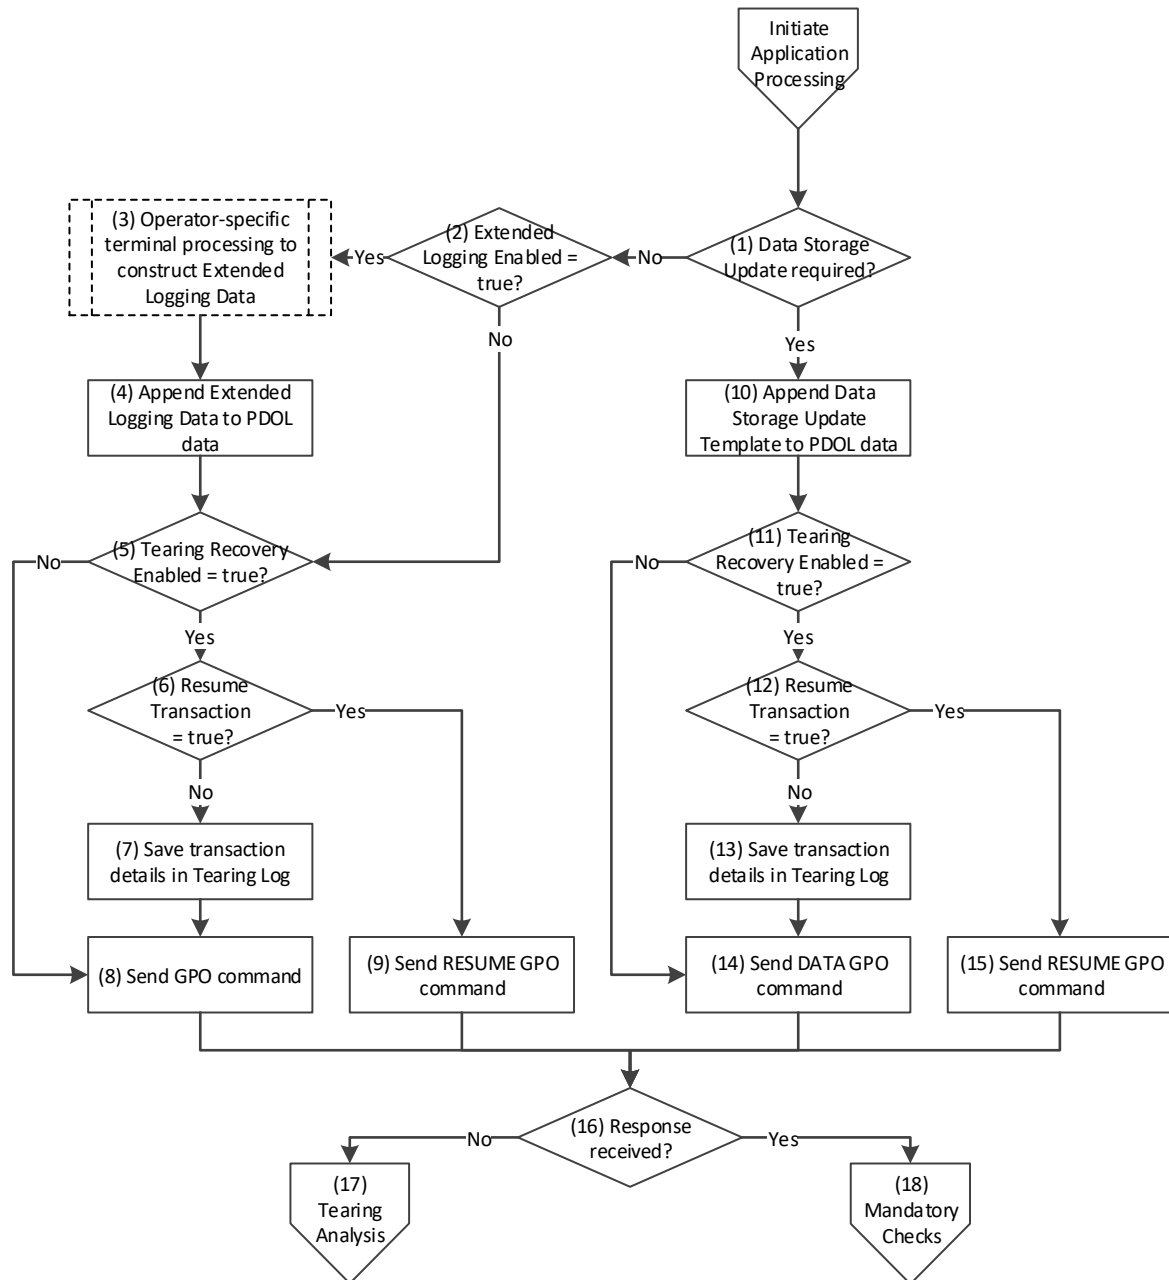 Initiate
Application
Processing
(3) Operator-specific
terminal processing to
construct Extended
Logging Data
Yes
(2) Extended
Logging Enabled =
true?
No
(1) Data Storage
Update required?
No
Yes
(4) Append Extended
Logging Data to PDOL
data
(10) Append Data
Storage Update
Template to PDOL data
No
(5) Tearing Recovery
Enabled = true?
No
(11) Tearing
Recovery Enabled =
true?
Yes
Yes
(6) Resume
Transaction
= true?
Yes
(12) Resume
Transaction
= true?
Yes
No
No
(7) Save transaction
details in Tearing Log
(13) Save transaction
details in Tearing Log
(8) Send GPO command
(9) Send RESUME GPO
command
(14) Send DATA GPO
command
(15) Send RESUME GPO
command
No
(16) Response
received?
Yes
(17)
Tearing
Analysis
(18)
Mandatory
Checks